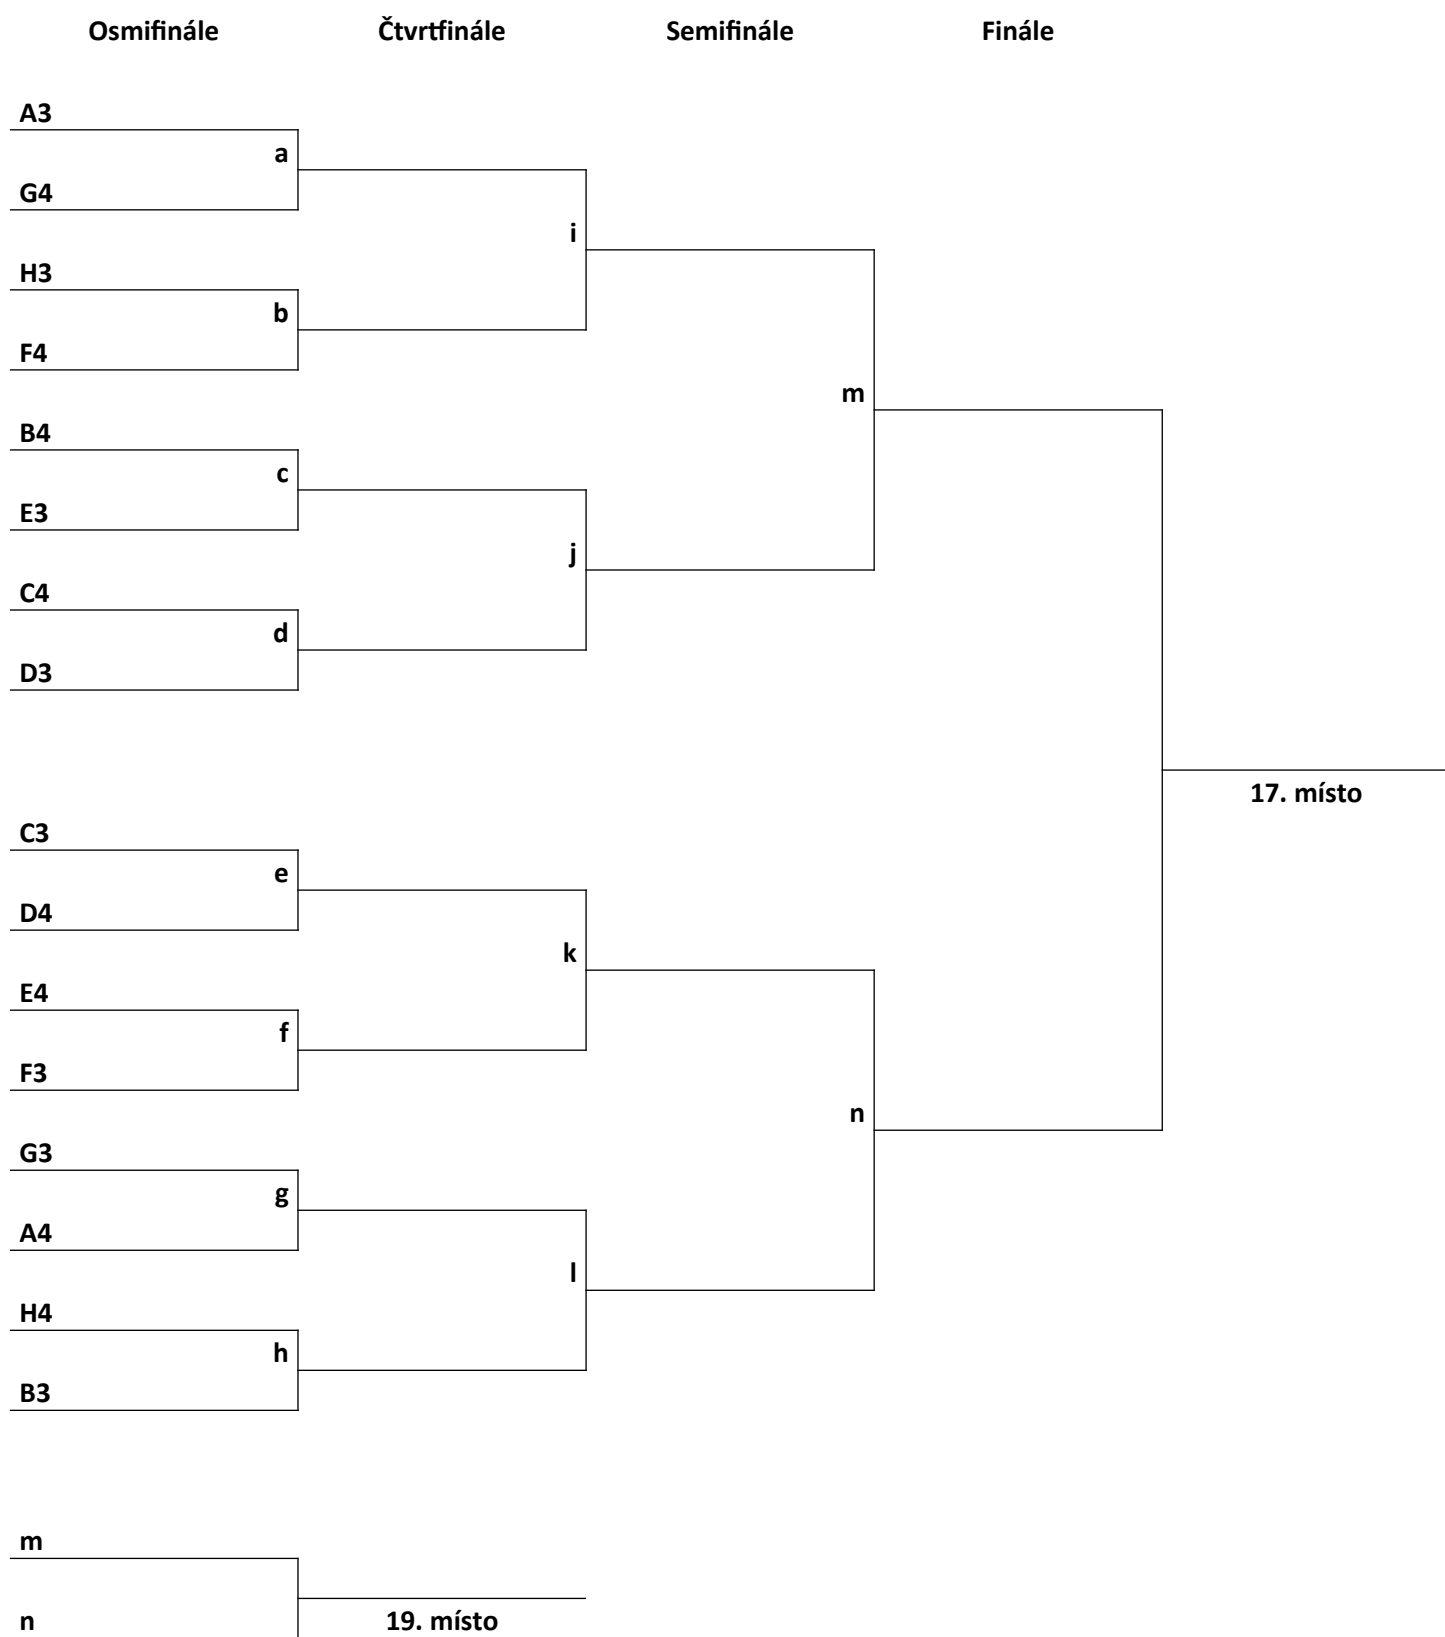 Osmifinále Čtvrtfinále Semifinále Finále
A3
a
G4
i
H3
b
F4
m
B4
c
E3
j
C4
d
D3
17. místo
C3
e
D4
k
E4
f
F3
n
G3
g
A4
l
H4
h
B3
m
n 19. místo